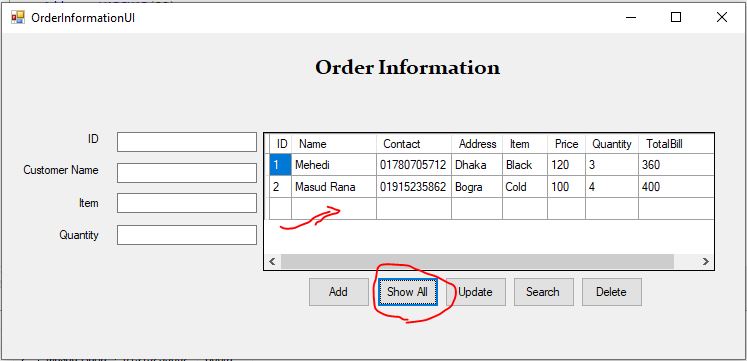 OrderInformationUI
Order Information
ID
Customer Name
Item
Quantity
ID Name Contact Address Item Price Quantity TotalBill
1 Mehedi 01780705712 Dhaka Black 120 3 360
2 Masud Rana 01915235862 Bogra Cold 100 4 400
Add Show All Update Search Delete